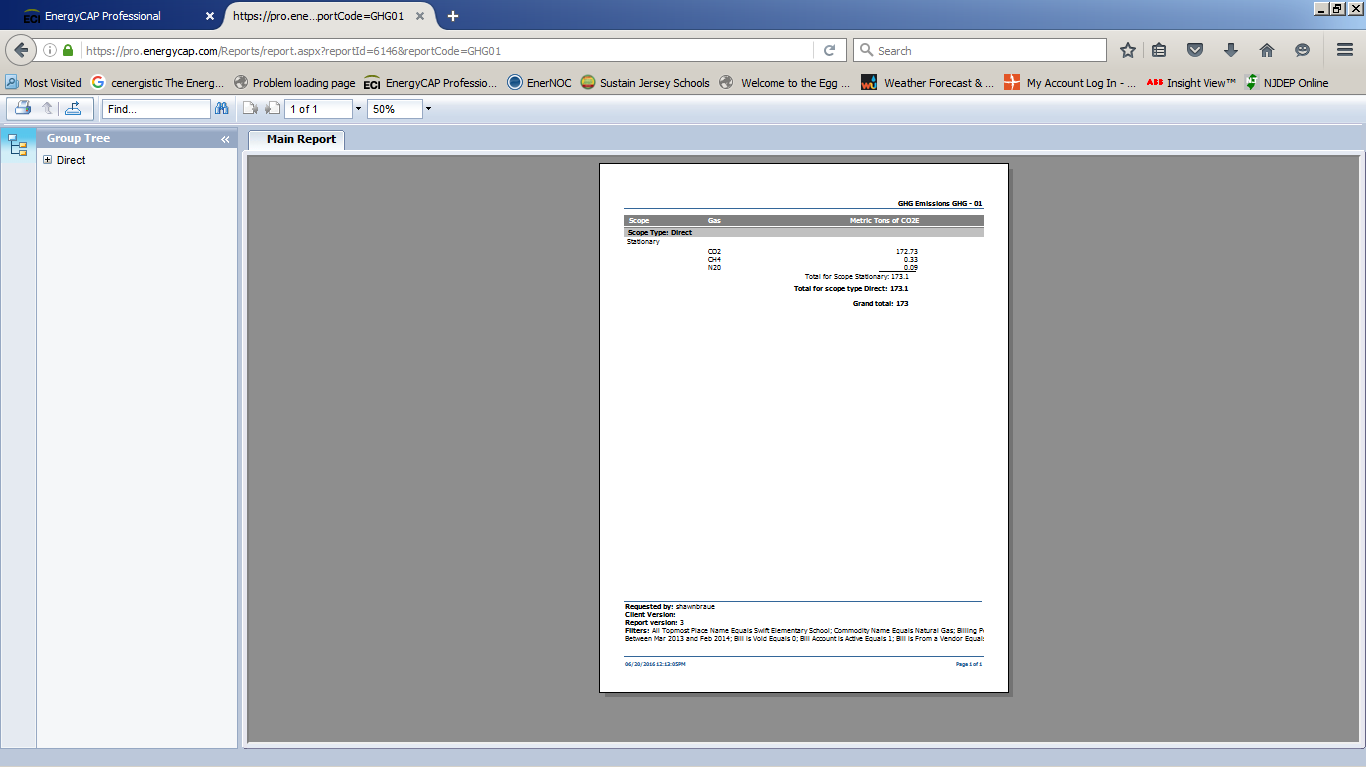 ECI EnergyCAP Professional
https://pro.ene...portCode=GHG01
https://pro.energycap.com/Reports/report.aspx?reportId=6146&reportCode=GHG01
Search
Most Visited
cenergistic The Energ...
Problem loading page
ECI EnergyCAP Professio...
EnerNOC
Sustain Jersey Schools
Welcome to the Egg ...
Weather Forecast & ...
My Account Log In - ...
ABB Insight View™
NJDEP Online
Find...
1 of 1
50%
Group Tree
Direct
Main Report
GHG Emissions GHG - 01
Scope Gas Metric Tons of CO2E
Scope Type: Direct
Stationary
CO2 172.73
CH4 0.33
N2O 0.09
Total for Scope Stationary: 173.1
Total for scope type Direct: 173.1
Grand total: 173
Requested by: shawnbraue
Client Version:
Report version: 3
Filters: All Topmost Place Name Equals Swift Elementary School; Commodity Name Equals Natural Gas; Billing P
Between Mar 2013 and Feb 2014; Bill is Void Equals 0; Bill Account is Active Equals 1; Bill is From a Vendor Equals
06/20/2016 12:13:05PM Page 1 of 1